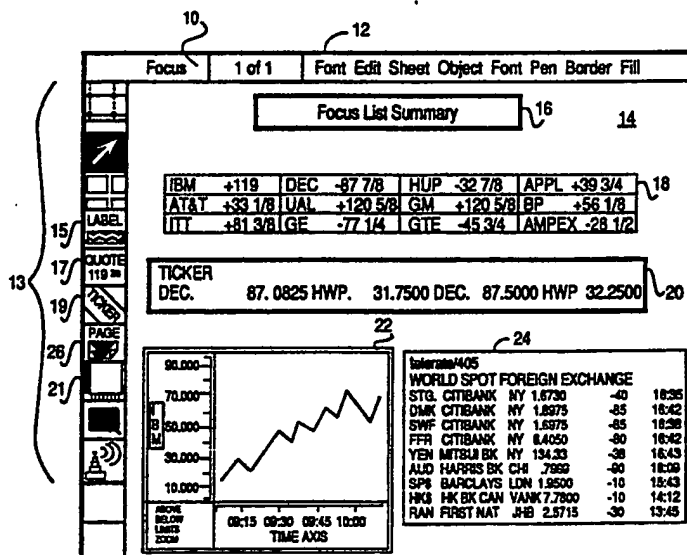 10 12
Focus 1 of 1 Font Edit Sheet Object Font Pen Border Fill
Focus List Summary 16 14
IBM +119 DEC -87 7/8 HUP -32 7/8 APPL +39 3/4 18
AT&T +33 1/8 UAL +120 5/8 GM +120 5/8 BP +56 1/8
ITT +81 3/8 GE -77 1/4 GTE -45 3/4 AMPEX -28 1/2
15 LABEL
17 QUOTE
119 3/8
13
19 TICKER
26 PAGE
21
TICKER
DEC. 87. 0825 HWP. 31.7500 DEC. 87.5000 HWP 32.2500 20
22
90.000
70.000
50.000
30.000
10.000
IBM
ABOVE
BELOW
LIMITS
ZOOM
09:15 09:30 09:45 10:00
TIME AXIS
24
telerate/405
WORLD SPOT FOREIGN EXCHANGE
STG. CITIBANK NY 1.6730 -40 16:35
DMK CITIBANK NY 1.8975 -85 16:42
SWF CITIBANK NY 1.6975 -85 16:38
FFR CITIBANK NY 6.4050 -80 16:42
YEN MITSUI BK NY 134.33 -38 16:43
AUD HARRIS BK CHI .7969 -90 16:09
SP$ BARCLAYS LDN 1.9500 -10 15:43
HK$ HK BK CAN VANK 7.7800 -10 14:12
RAN FIRST NAT JHB 2.5715 -30 13:45